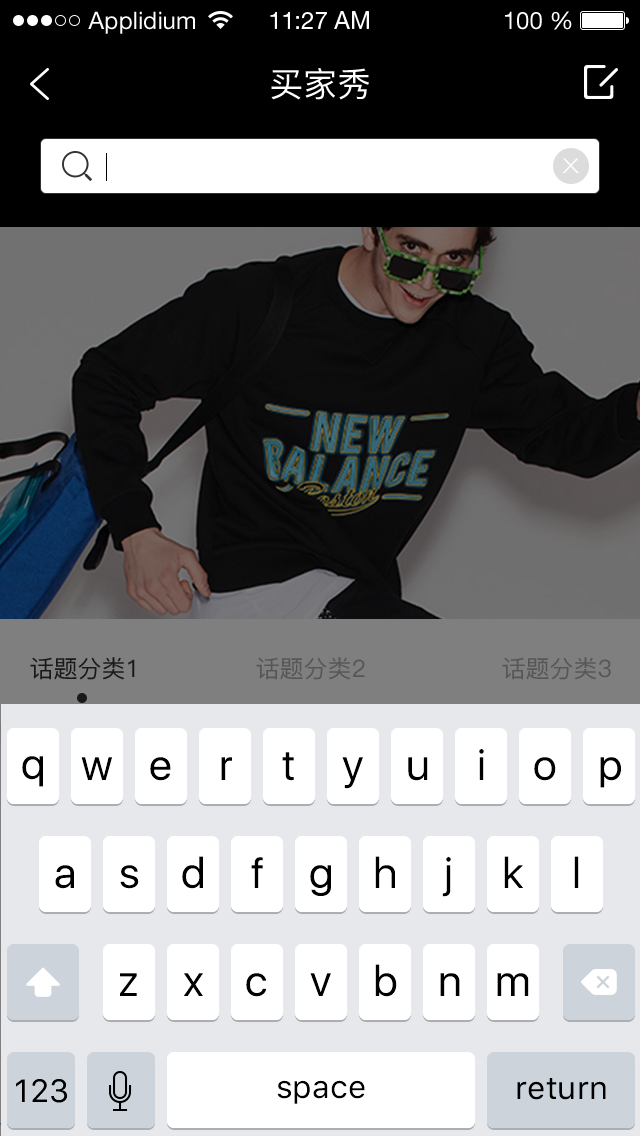 Applidium 11:27 AM 100 %
买家秀
NEW
BALANCE
Boston
话题分类1 话题分类2 话题分类3
q w e r t y u i o p
a s d f g h j k l
z x c v b n m
123 space return